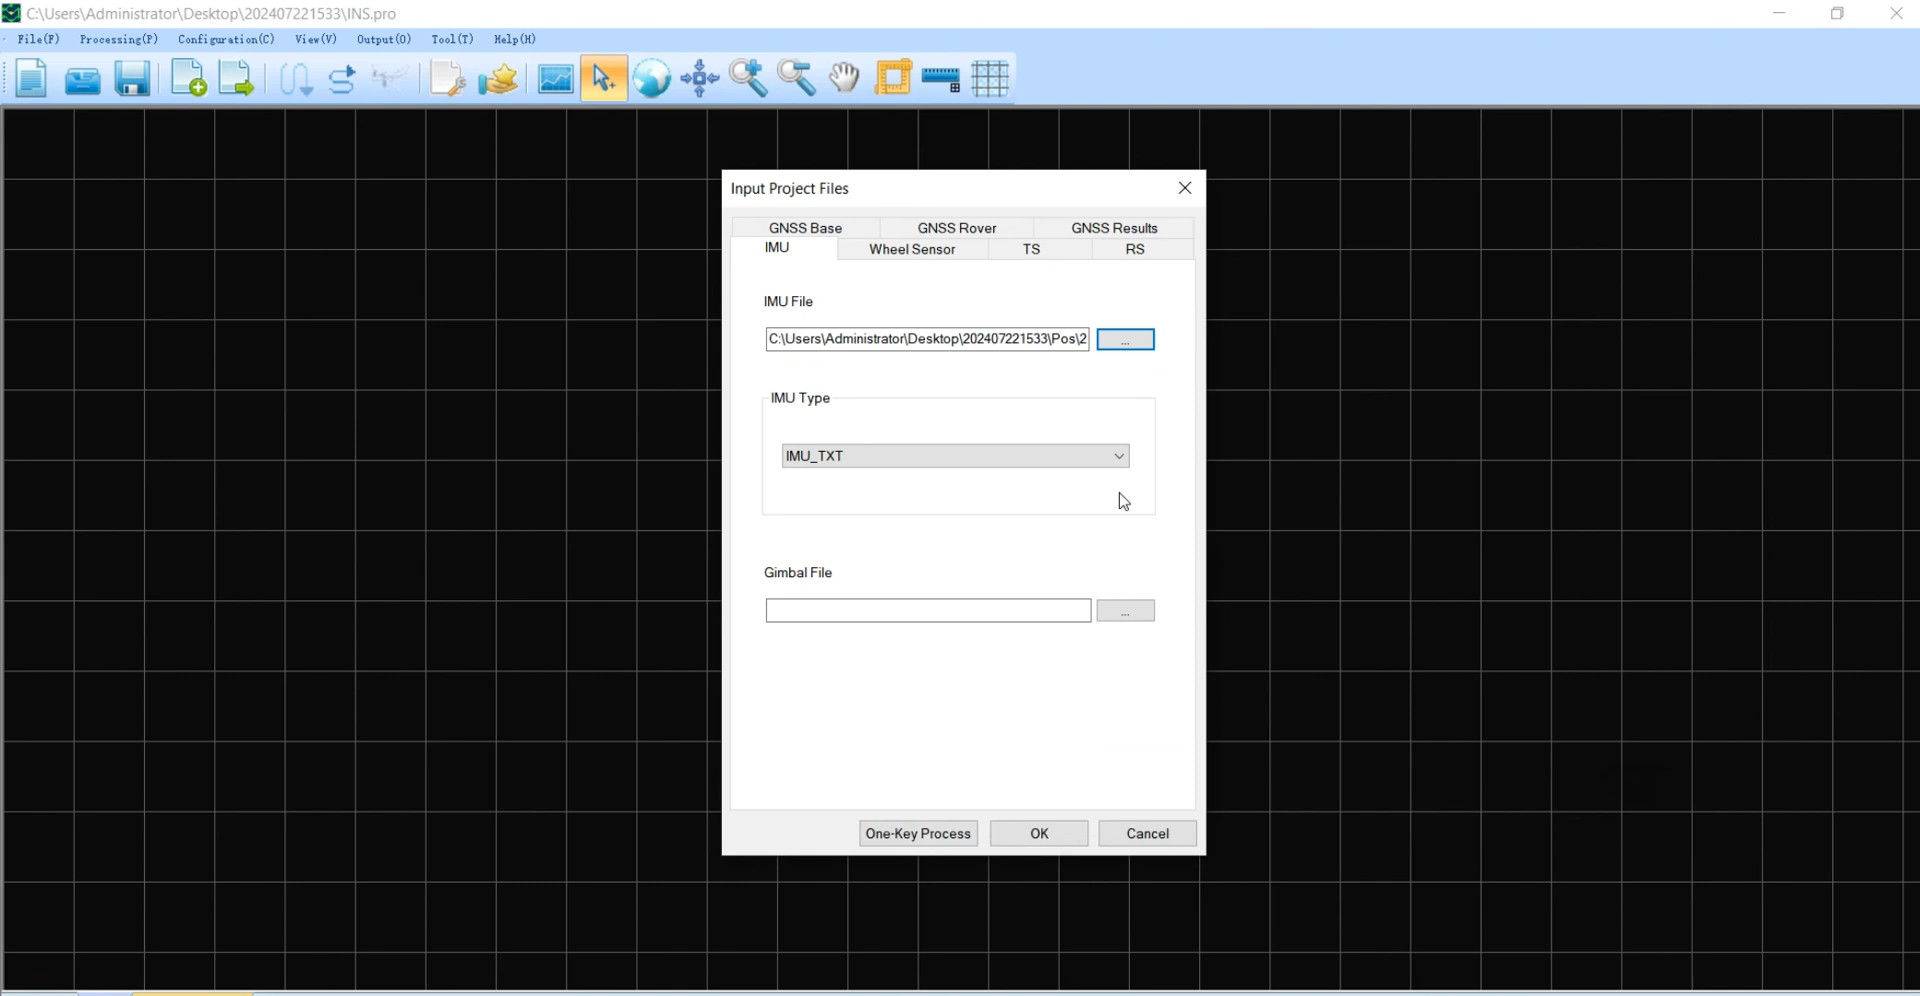 C:\Users\Administrator\Desktop\202407221533\INS.pro
File(F) Processing(P) Configuration(C) View(V) Output(O) Tool(T) Help(H)
Input Project Files
GNSS Base GNSS Rover GNSS Results
IMU Wheel Sensor TS RS
IMU File
C:\Users\Administrator\Desktop\202407221533\Pos\2 ...
IMU Type
IMU_TXT
Gimbal File
...
One-Key Process OK Cancel